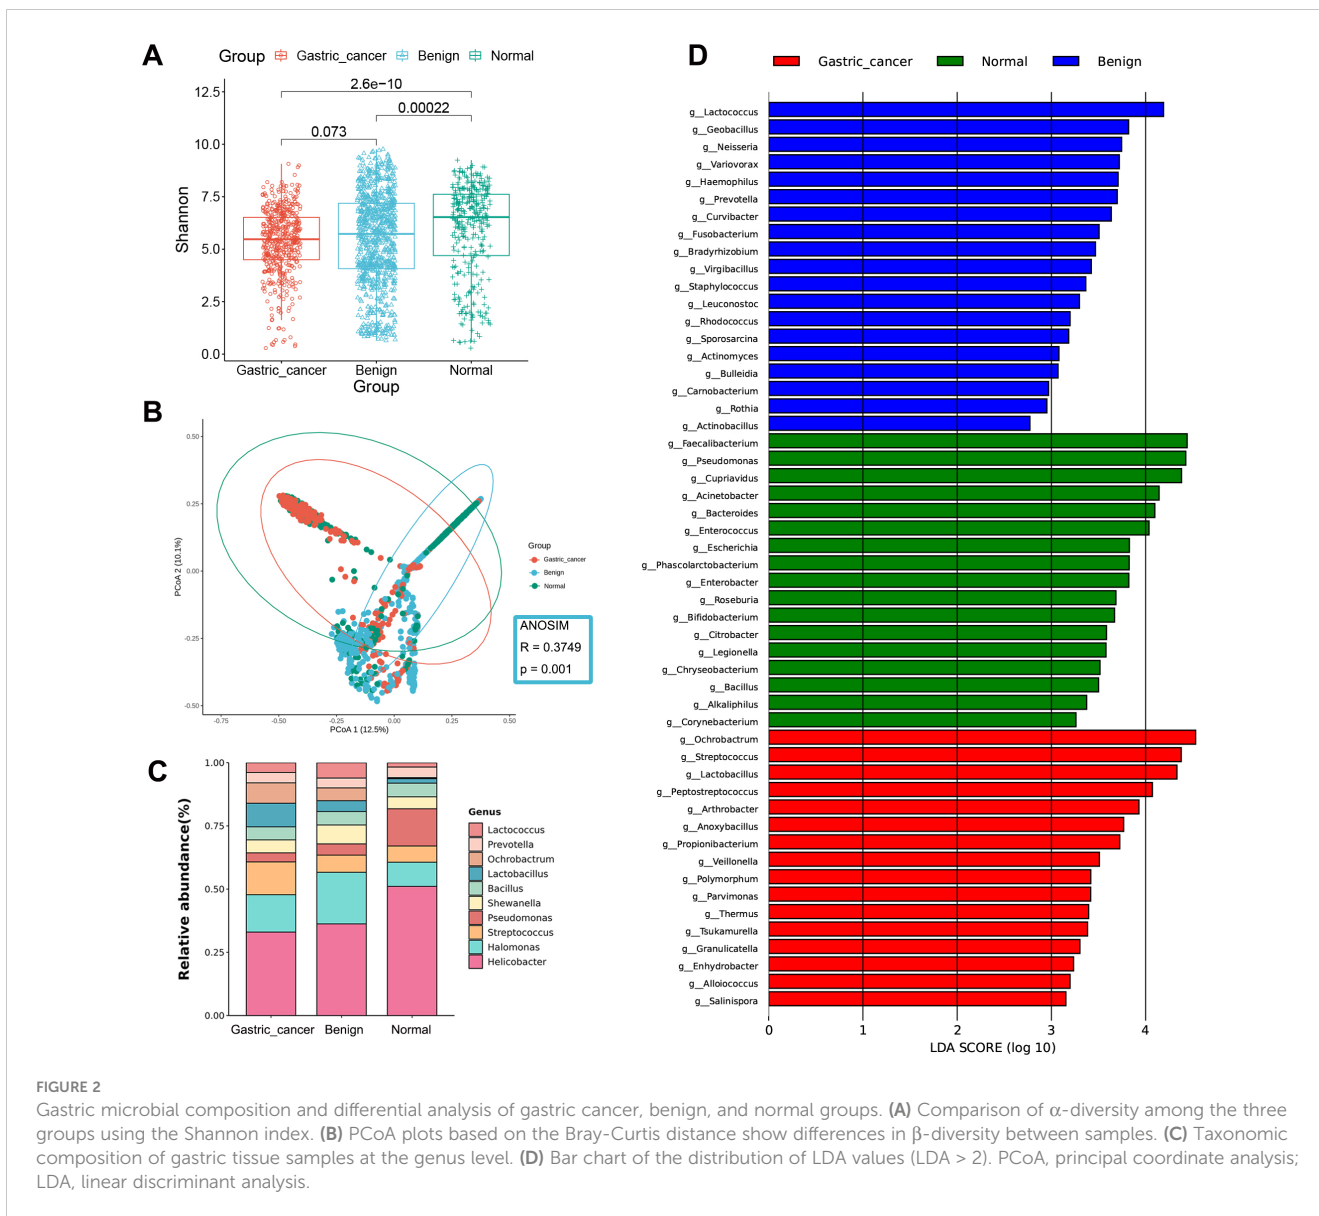 A
Group Gastric_cancer Benign Normal
12.5
10.0
7.5
5.0
2.5
0.0
Shannon
2.6e−10
0.00022
0.073
Gastric_cancer Benign Normal
Group
B
0.50
0.25
0.00
-0.25
-0.50
PCoA 2 (10.1%)
-0.75 -0.50 -0.25 0.00 0.25 0.50
PCoA 1 (12.5%)
Group
Gastric_cancer
Benign
Normal
ANOSIM
R = 0.3749
p = 0.001
C
1.00
0.75
0.50
0.25
0.00
Relative abundance(%)
Gastric_cancer Benign Normal
Genus
Lactococcus
Prevotella
Ochrobactrum
Lactobacillus
Bacillus
Shewanella
Pseudomonas
Streptococcus
Halomonas
Helicobacter
D
Gastric_cancer Normal Benign
g__Lactococcus
g__Geobacillus
g__Neisseria
g__Variovorax
g__Haemophilus
g__Prevotella
g__Curvibacter
g__Fusobacterium
g__Bradyrhizobium
g__Virgibacillus
g__Staphylococcus
g__Leuconostoc
g__Rhodococcus
g__Sporosarcina
g__Actinomyces
g__Bulleidia
g__Carnobacterium
g__Rothia
g__Actinobacillus
g__Faecalibacterium
g__Pseudomonas
g__Cupriavidus
g__Acinetobacter
g__Bacteroides
g__Enterococcus
g__Escherichia
g__Phascolarctobacterium
g__Enterobacter
g__Roseburia
g__Bifidobacterium
g__Citrobacter
g__Legionella
g__Chryseobacterium
g__Bacillus
g__Alkaliphilus
g__Corynebacterium
g__Ochrobactrum
g__Streptococcus
g__Lactobacillus
g__Peptostreptococcus
g__Arthrobacter
g__Anoxybacillus
g__Propionibacterium
g__Veillonella
g__Polymorphum
g__Parvimonas
g__Thermus
g__Tsukamurella
g__Granulicatella
g__Enhydrobacter
g__Alloiococcus
g__Salinispora
0 1 2 3 4
LDA SCORE (log 10)
FIGURE 2
Gastric microbial composition and differential analysis of gastric cancer, benign, and normal groups. (A) Comparison of α-diversity among the three
groups using the Shannon index. (B) PCoA plots based on the Bray-Curtis distance show differences in β-diversity between samples. (C) Taxonomic
composition of gastric tissue samples at the genus level. (D) Bar chart of the distribution of LDA values (LDA > 2). PCoA, principal coordinate analysis;
LDA, linear discriminant analysis.